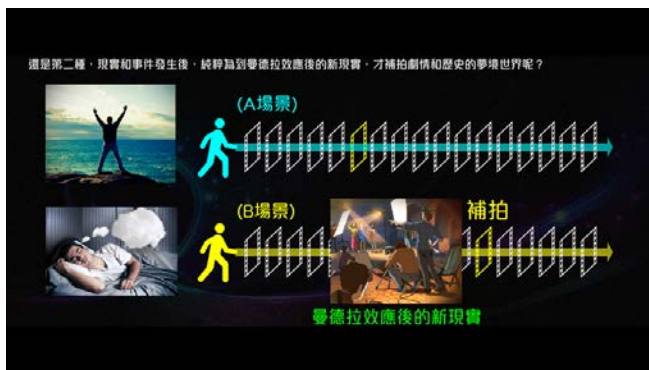 還是第二種，現實和事件發生後，純粹為到曼德拉效應後的新現實，才補拍劇情和歷史的夢境世界呢？
(A場景)
(B場景)
補拍
曼德拉效應後的新現實